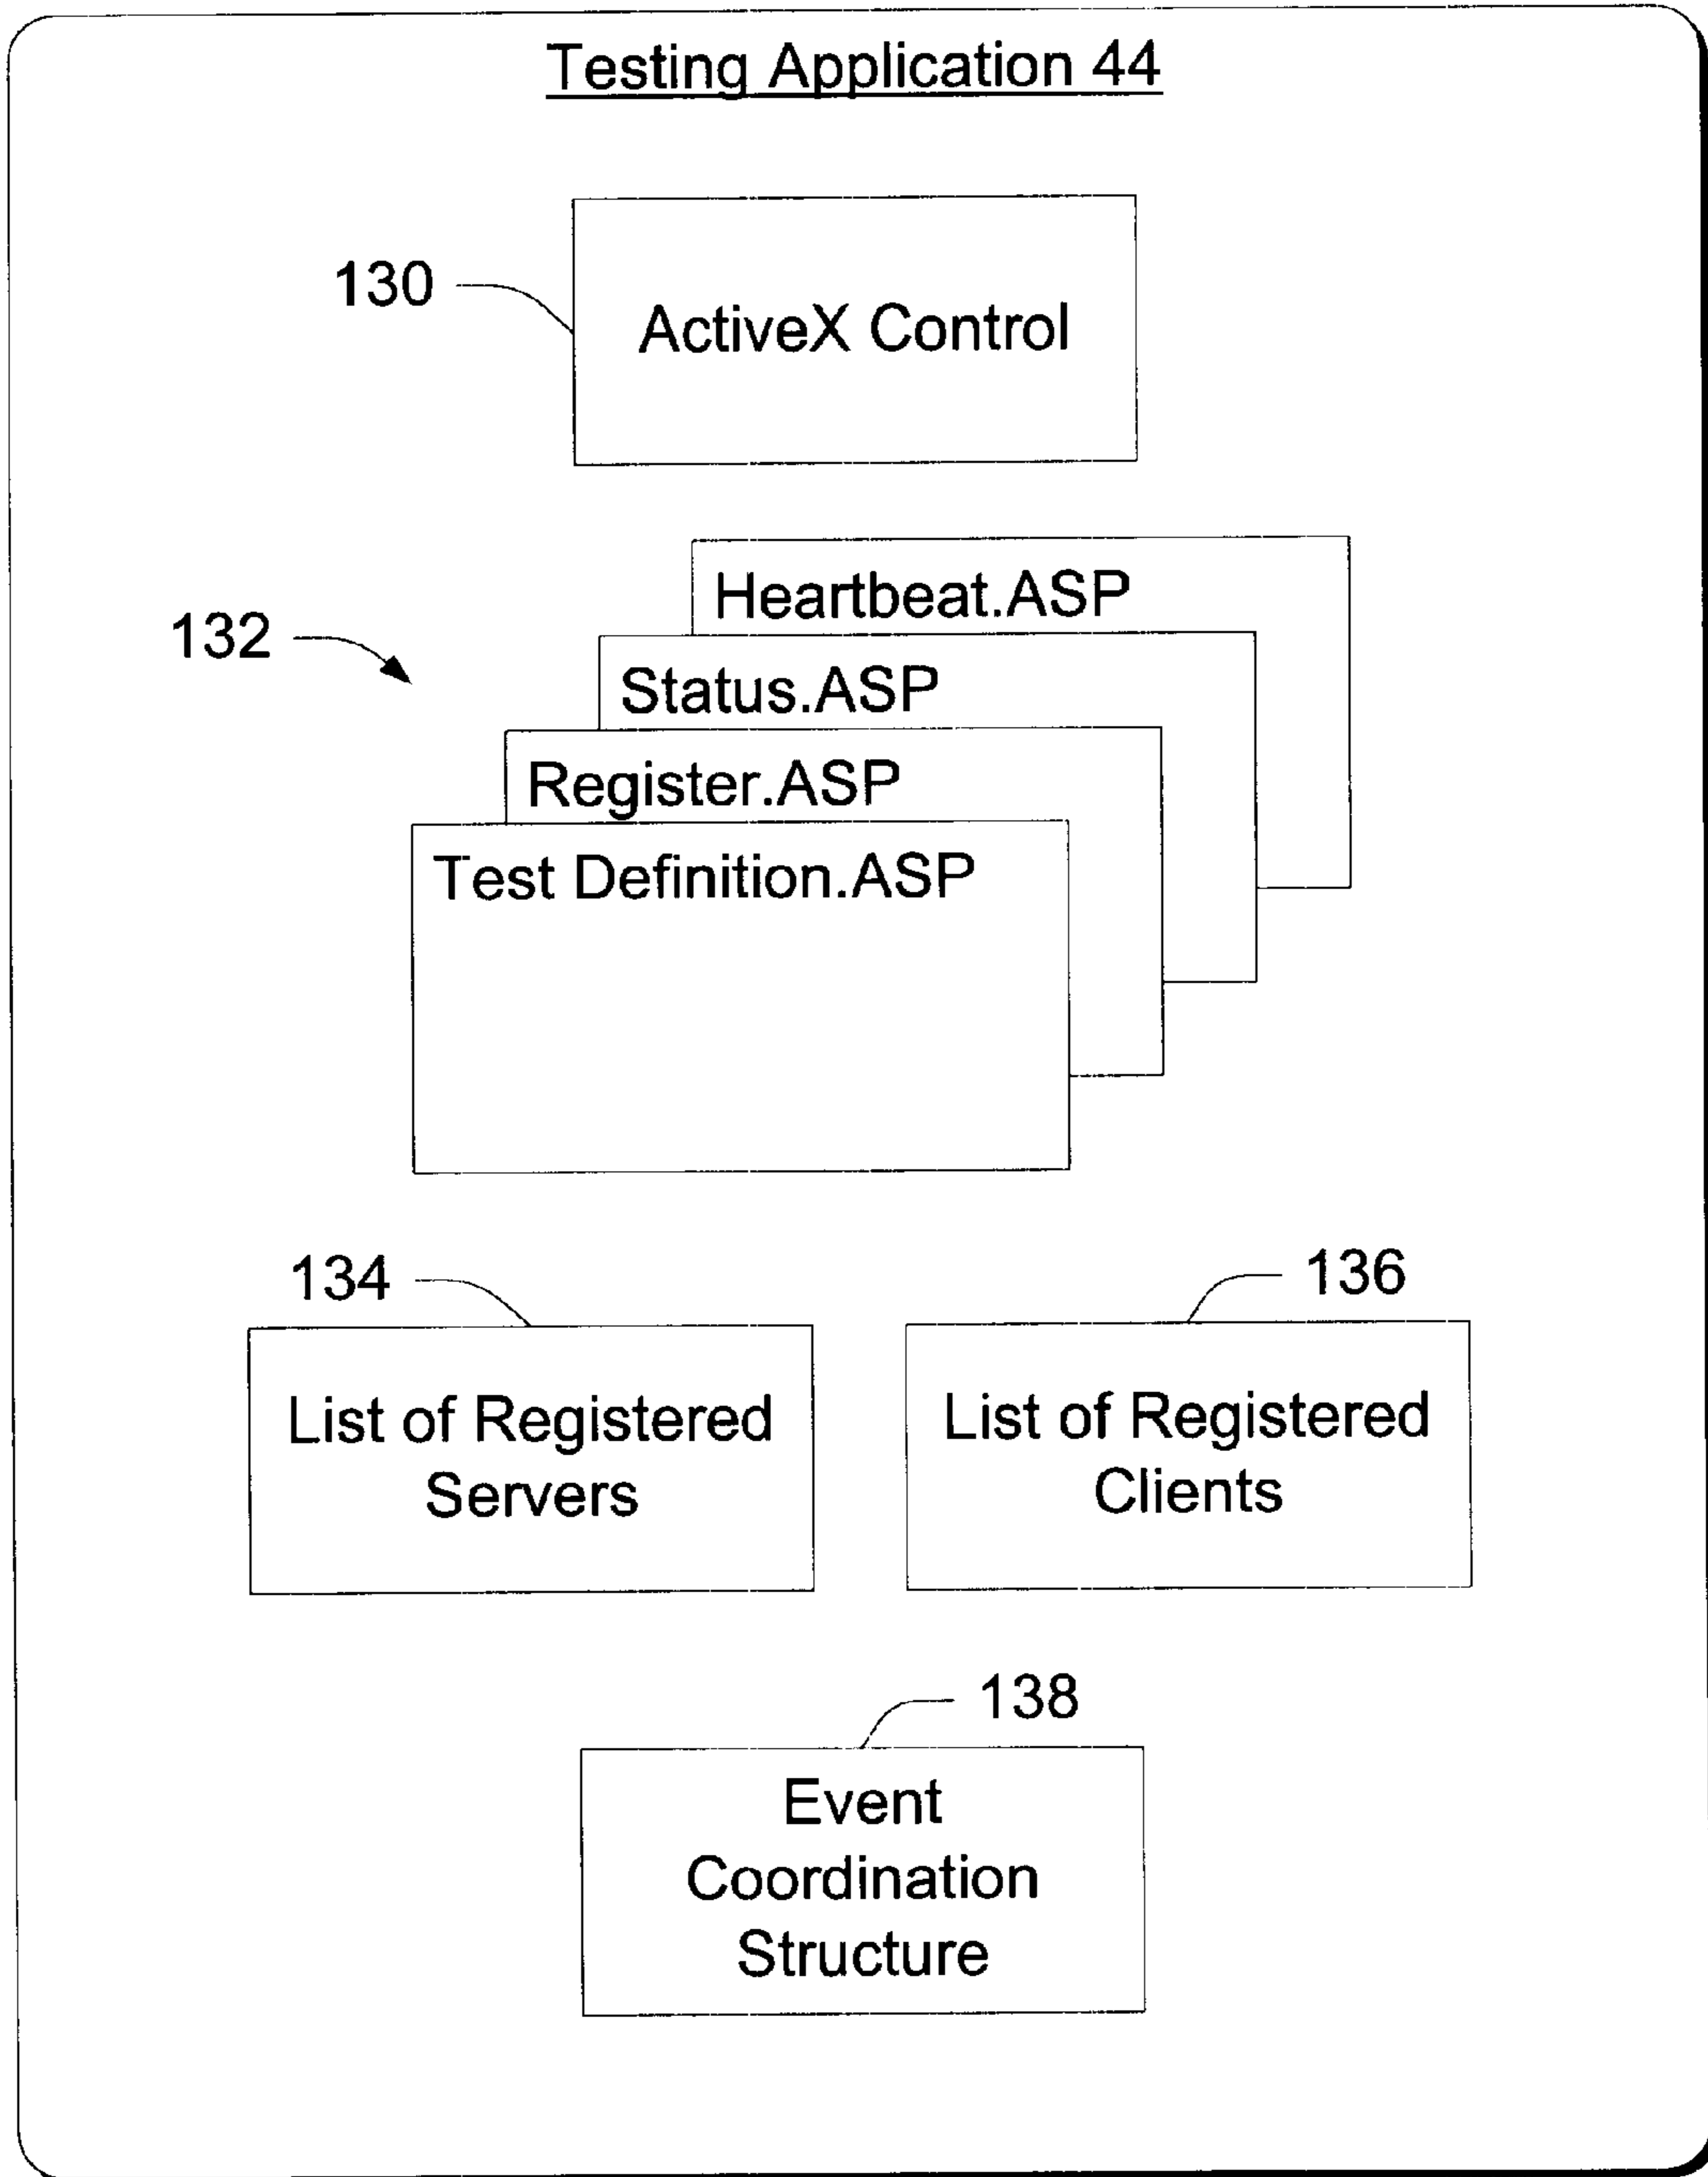 Testing Application 44
130
ActiveX Control
132
Heartbeat.ASP
Status.ASP
Register.ASP
Test Definition.ASP
134
136
List of Registered
Servers
List of Registered
Clients
138
Event
Coordination
Structure